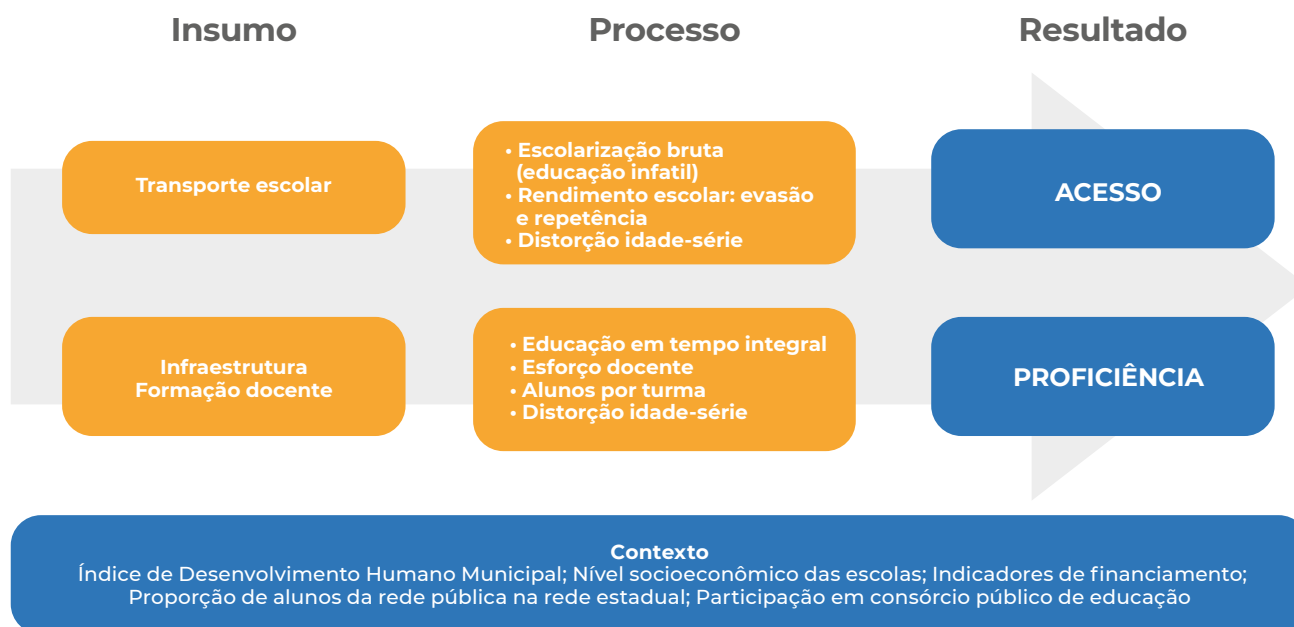 Insumo
Processo
Resultado
Transporte escolar
• Escolarização bruta
(educação infatil)
• Rendimento escolar: evasão
e repetência
• Distorção idade-série
ACESSO
Infraestrutura
Formação docente
• Educação em tempo integral
• Esforço docente
• Alunos por turma
• Distorção idade-série
PROFICIÊNCIA
Contexto
Índice de Desenvolvimento Humano Municipal; Nível socioeconômico das escolas; Indicadores de financiamento;
Proporção de alunos da rede pública na rede estadual; Participação em consórcio público de educação